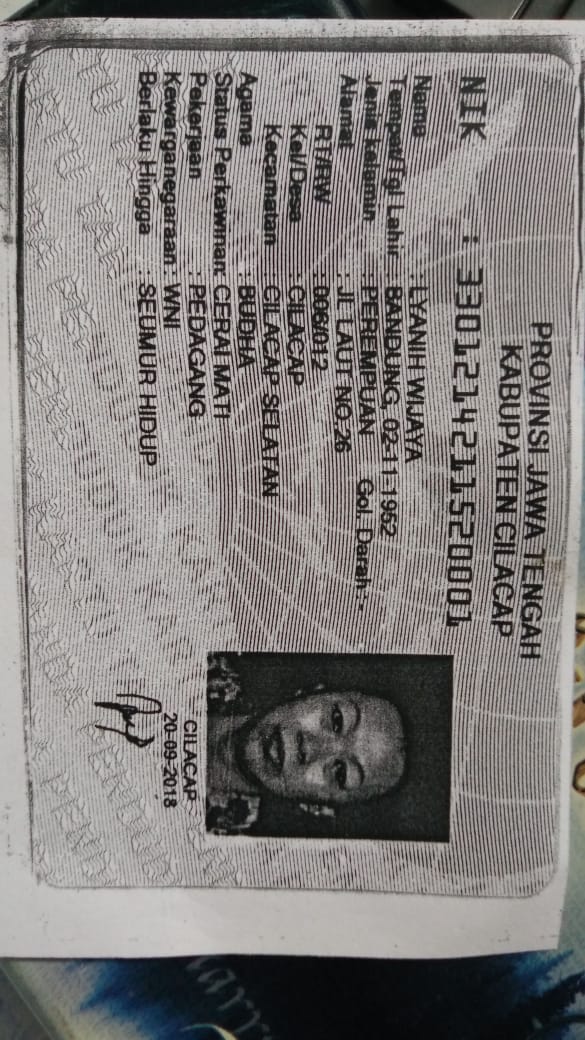 PROVINSI JAWA TENGAH
KABUPATEN CILACAP
NIK : 3301214211520001
Nama : LYANIH WIJAYA
Tempat/Tgl Lahir : BANDUNG, 02-11-1952
Jenis kelamin : PEREMPUAN Gol. Darah : -
Alamat : JL LAUT NO.26
RT/RW : 006/012
Kel/Desa : CILACAP
Kecamatan : CILACAP SELATAN
Agama : BUDHA
Status Perkawinan: CERAI MATI
Pekerjaan : PEDAGANG
Kewarganegaraan : WNI
Berlaku Hingga : SEUMUR HIDUP
CILACAP
20-09-2018